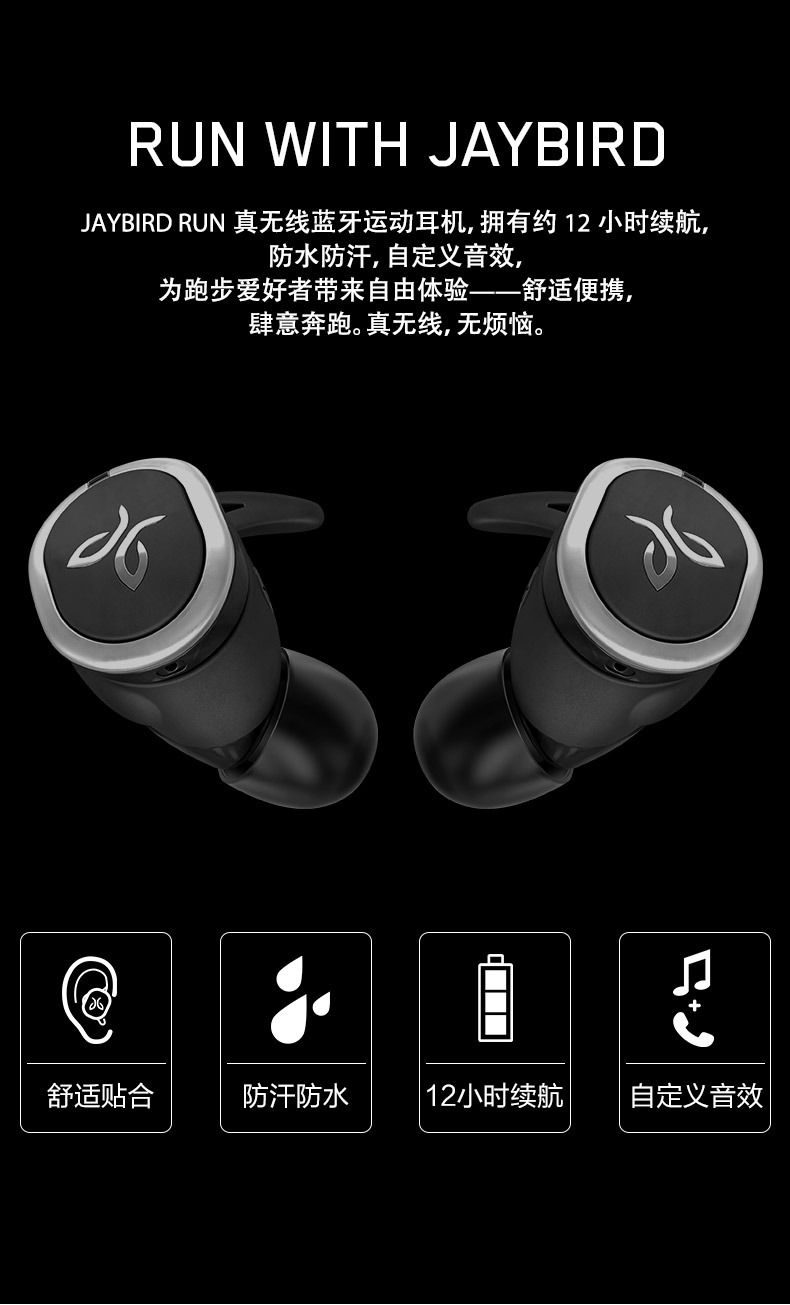 RUN WITH JAYBIRD
JAYBIRD RUN 真无线蓝牙运动耳机, 拥有约 12 小时续航,
防水防汗, 自定义音效,
为跑步爱好者带来自由体验——舒适便携,
肆意奔跑。真无线, 无烦恼。
舒适贴合
防汗防水
12小时续航
自定义音效